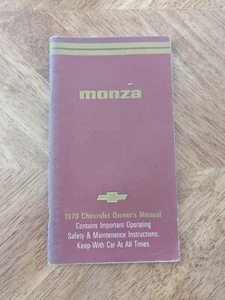 monza
1979 Chevrolet Owner's Manual
Contains Important Operating
Safety & Maintenance Instructions.
Keep With Car At All Times.